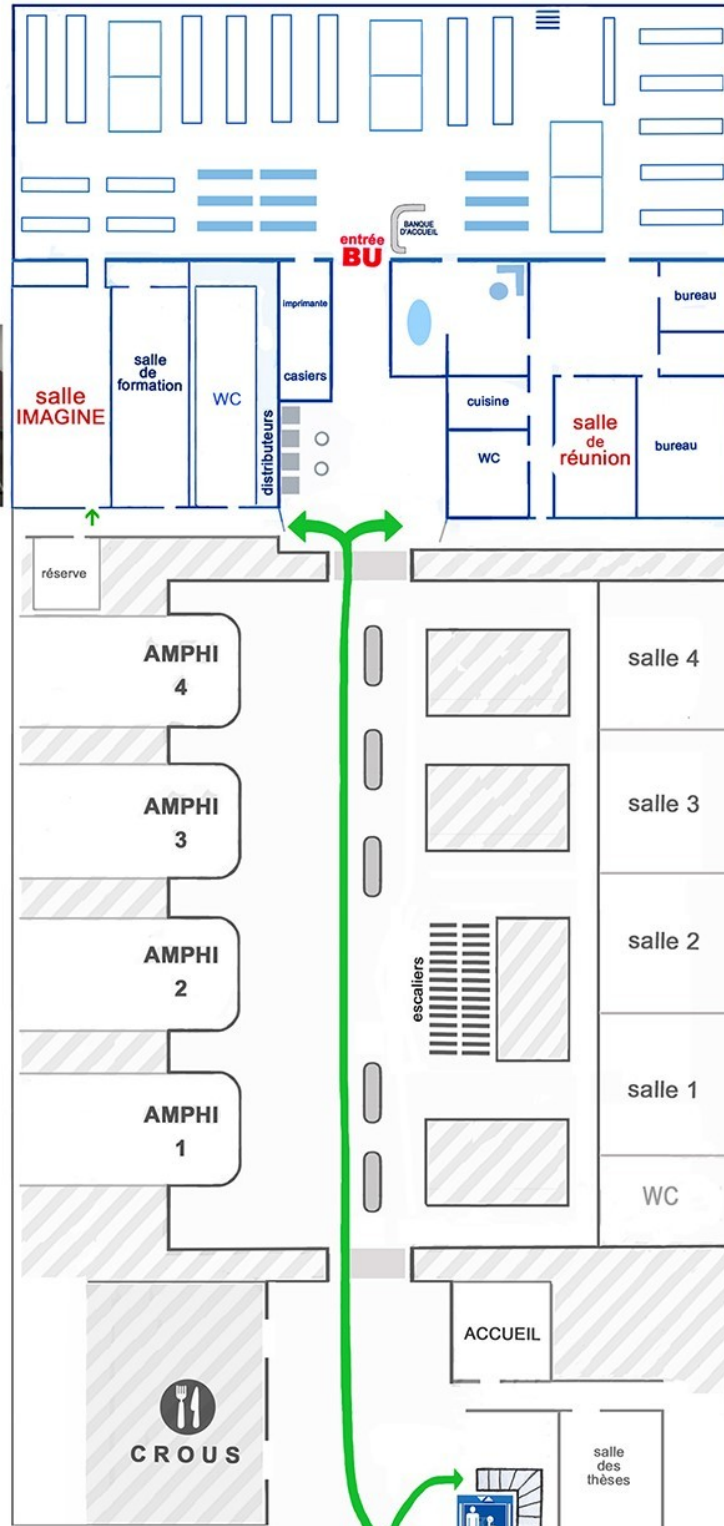 BANQUE
D'ACCUEIL
entrée
BU
imprimante
casiers
bureau
salle
de
formation
salle
IMAGINE
WC
distributeurs
cuisine
WC
salle
de
réunion
bureau
réserve
AMPHI
4
salle 4
AMPHI
3
salle 3
AMPHI
2
escaliers
salle 2
AMPHI
1
salle 1
WC
ACCUEIL
CROUS
salle
des
thèses